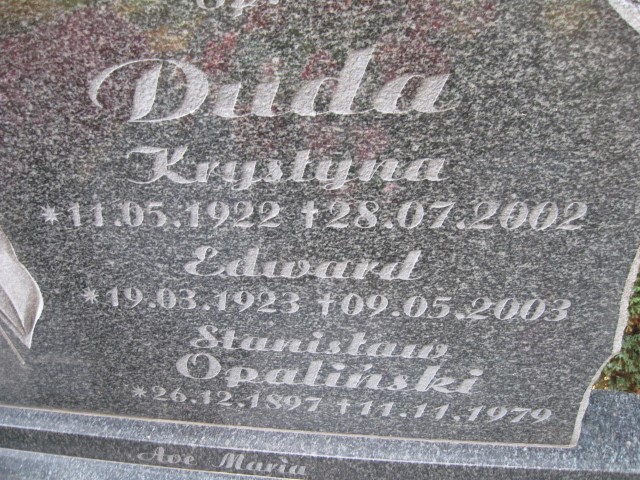 Śp.
Duda
Krystyna
*11.05.1922 †28.07.2002
Edward
*19.03.1923 †09.05.2003
Stanisław
Opaliński
*26.12.1897 †11.11.1979
Ave Maria